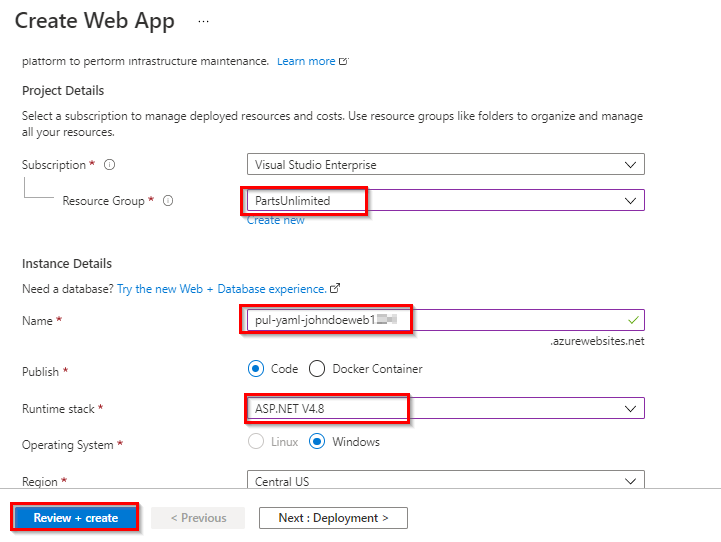 Create Web App ...
platform to perform infrastructure maintenance. Learn more
Project Details
Select a subscription to manage deployed resources and costs. Use resource groups like folders to organize and manage
all your resources.
Subscription * Visual Studio Enterprise
Resource Group * PartsUnlimited
Create new
Instance Details
Need a database? Try the new Web + Database experience.
Name * pul-yaml-johndoeweb1
.azurewebsites.net
Publish * Code Docker Container
Runtime stack * ASP.NET V4.8
Operating System * Linux Windows
Region * Central US
Review + create < Previous Next : Deployment >